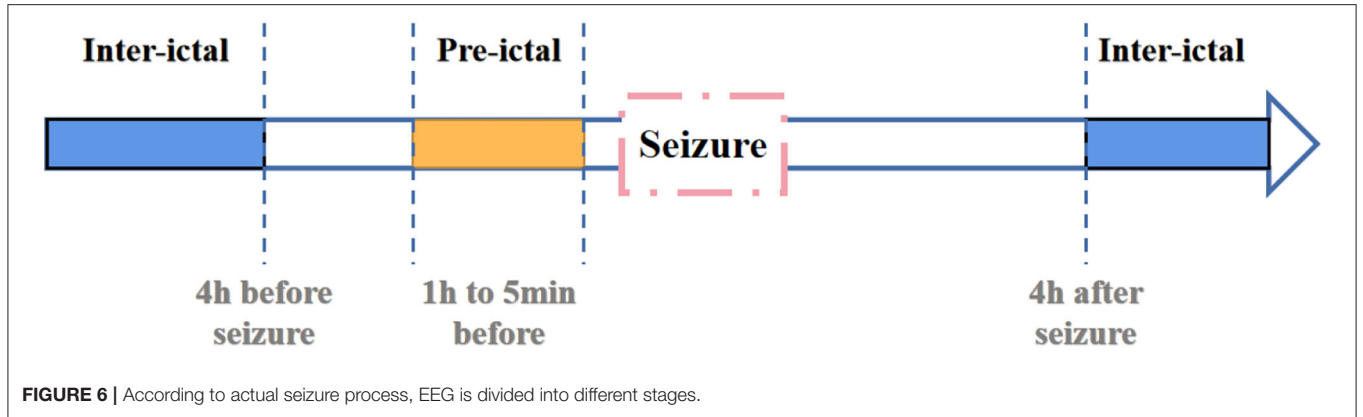 Inter-ictal
Pre-ictal
Inter-ictal
Seizure
4h before
seizure
1h to 5min
before
4h after
seizure
FIGURE 6 | According to actual seizure process, EEG is divided into different stages.